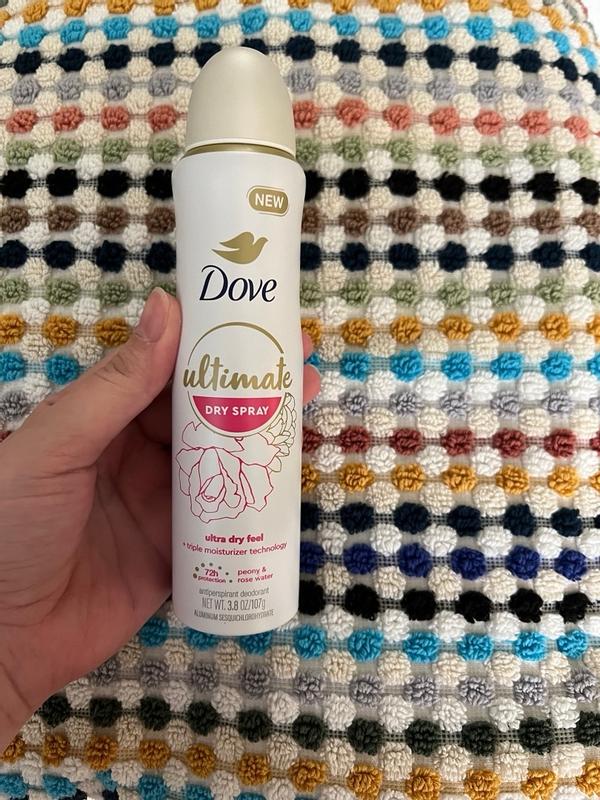 NEW
Dove
ultimate
DRY SPRAY
ultra dry feel
+ triple moisturizer technology
72h protection
peony & rose water
antiperspirant deodorant
NET WT. 3.8 OZ/107g
ALUMINUM SESQUICHLOROHYDRATE